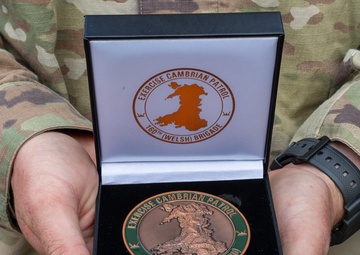 EXERCISE CAMBRIAN PATROL
160TH (WELSH) BRIGADE
EXERCISE CAMBRIAN PATROL